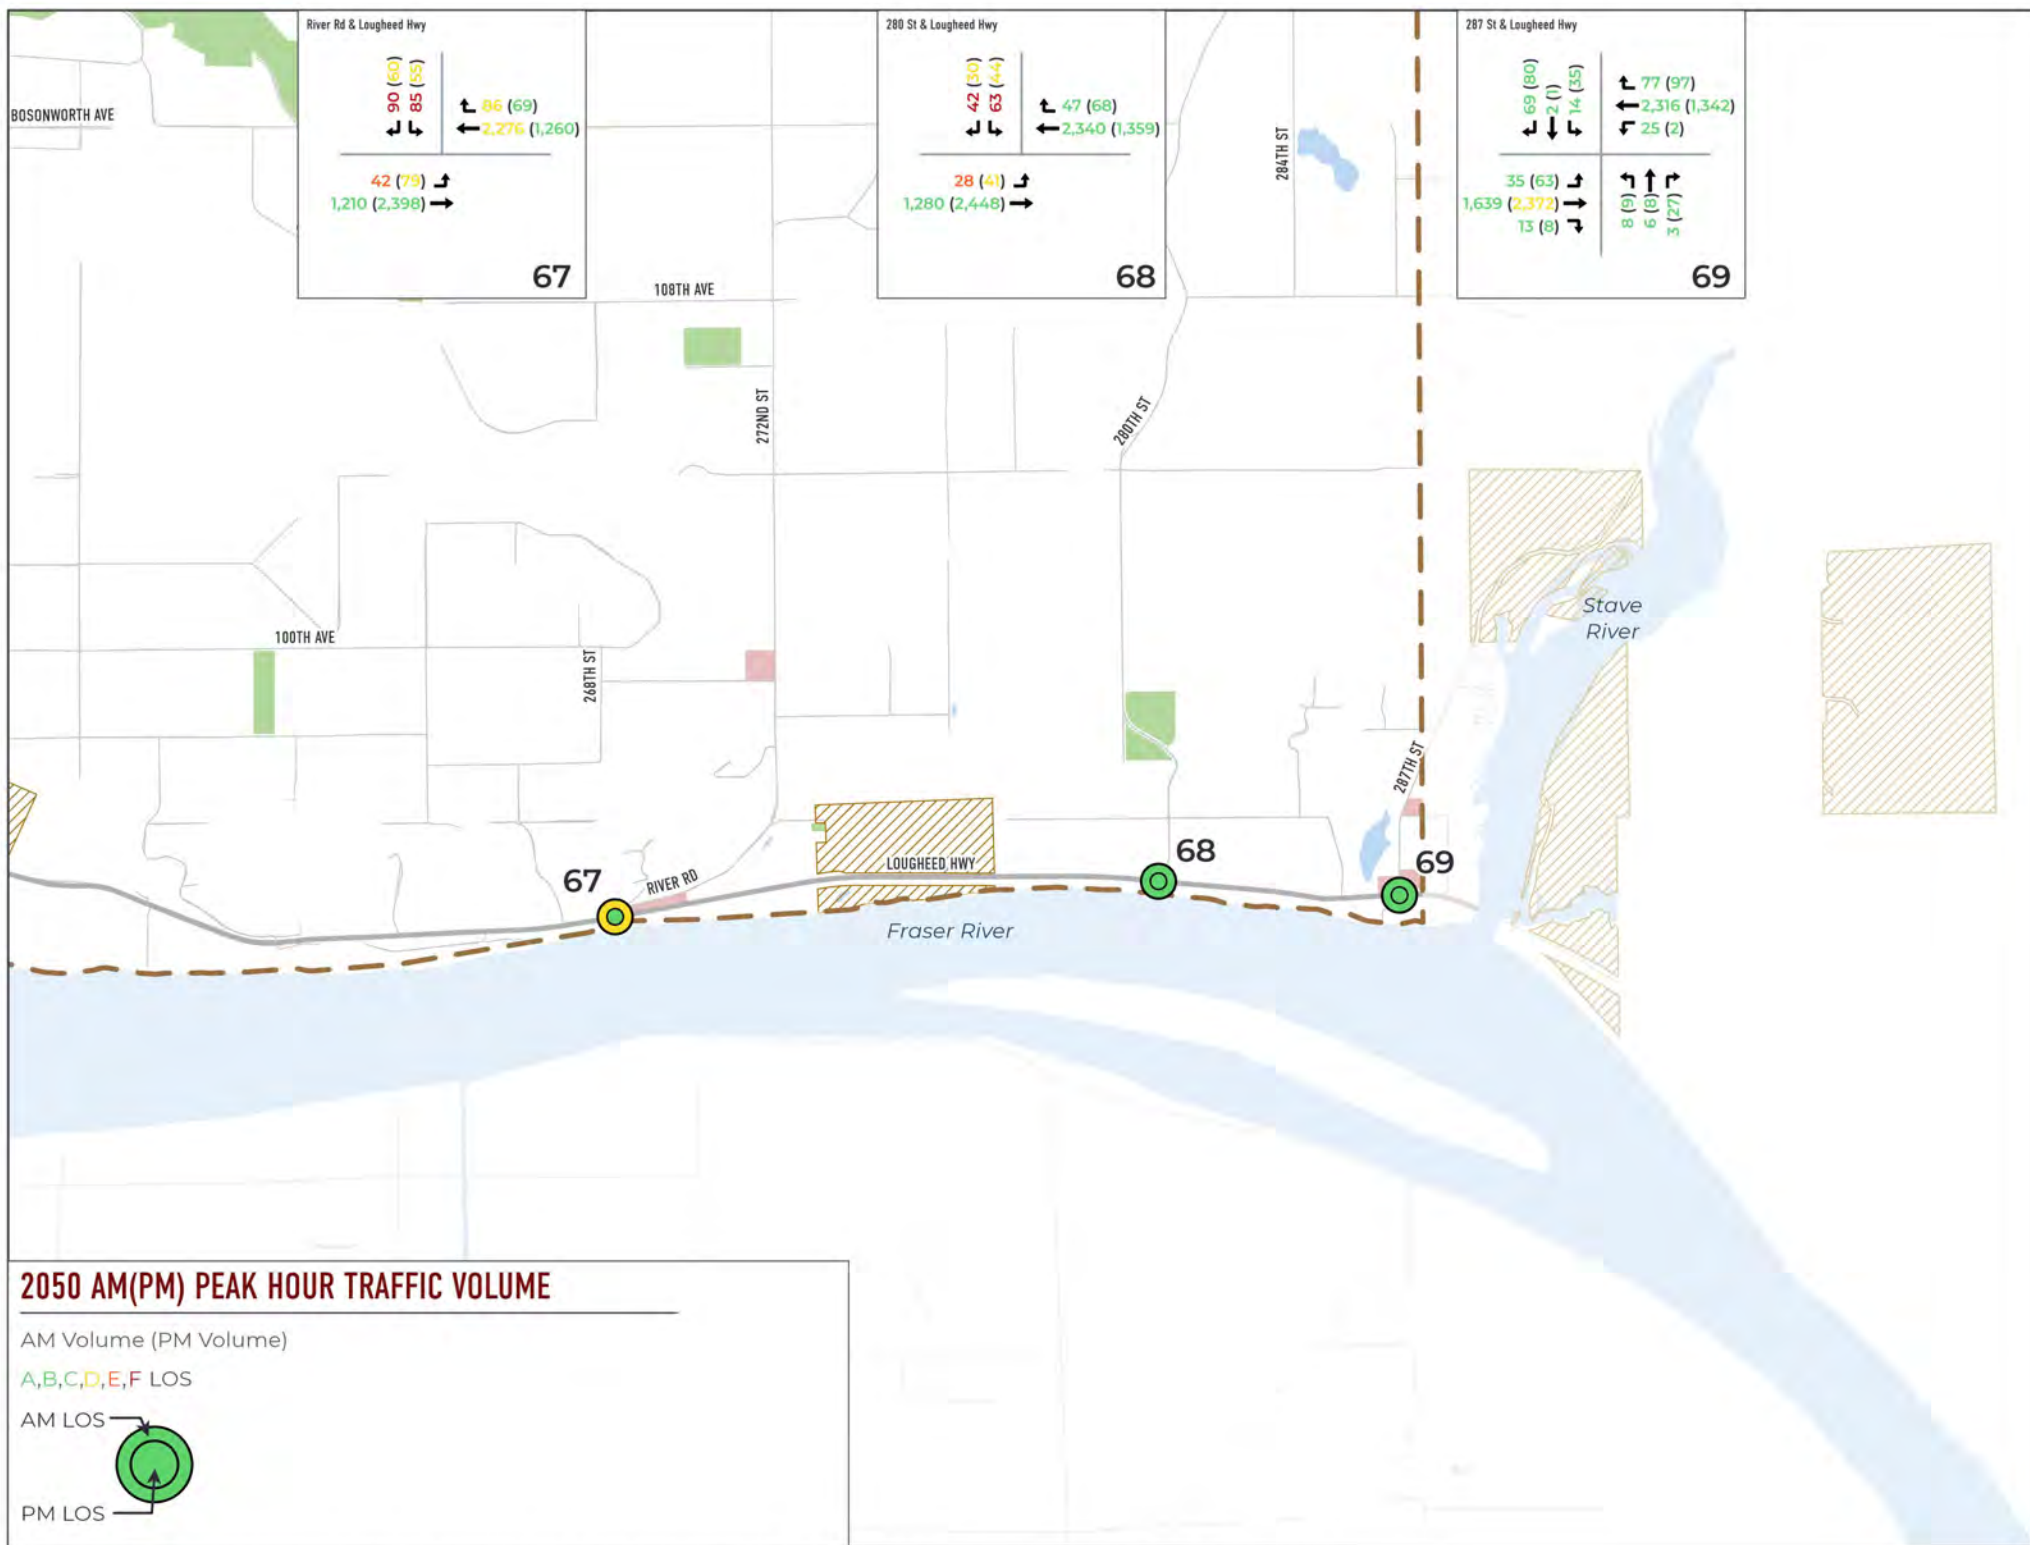 River Rd & Lougheed Hwy
90 (60)
85 (55)
86 (69)
2,276 (1,260)
42 (79)
1,210 (2,398)
67
280 St & Lougheed Hwy
42 (30)
63 (44)
47 (68)
2,340 (1,359)
28 (41)
1,280 (2,448)
68
287 St & Lougheed Hwy
69 (80)
2 (1)
14 (35)
77 (97)
2,316 (1,342)
25 (2)
35 (63)
1,639 (2,372)
13 (8)
8 (9)
6 (8)
3 (27)
69
BOSONWORTH AVE
284TH ST
108TH AVE
272ND ST
280TH ST
Stave
River
100TH AVE
268TH ST
287TH ST
67
RIVER RD
LOUGHEED HWY
68
69
Fraser River
2050 AM(PM) PEAK HOUR TRAFFIC VOLUME
AM Volume (PM Volume)
A,B,C,D,E,F LOS
AM LOS
PM LOS